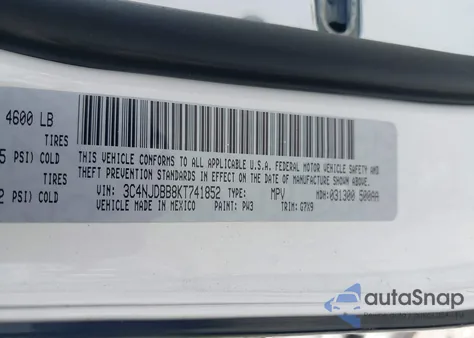 4600 LB
TIRES
5 PSI) COLD
TIRES
2 PSI) COLD
THIS VEHICLE CONFORMS TO ALL APPLICABLE U.S.A. FEDERAL MOTOR VEHICLE SAFETY AND
THEFT PREVENTION STANDARDS IN EFFECT ON THE DATE OF MANUFACTURE SHOWN ABOVE.
VIN: 3C4NJDBB8KT741852 TYPE: MPV MDH: 031300 500AA
VEHICLE MADE IN MEXICO PAINT: PW3 TRIM: G7X9
autoSnap